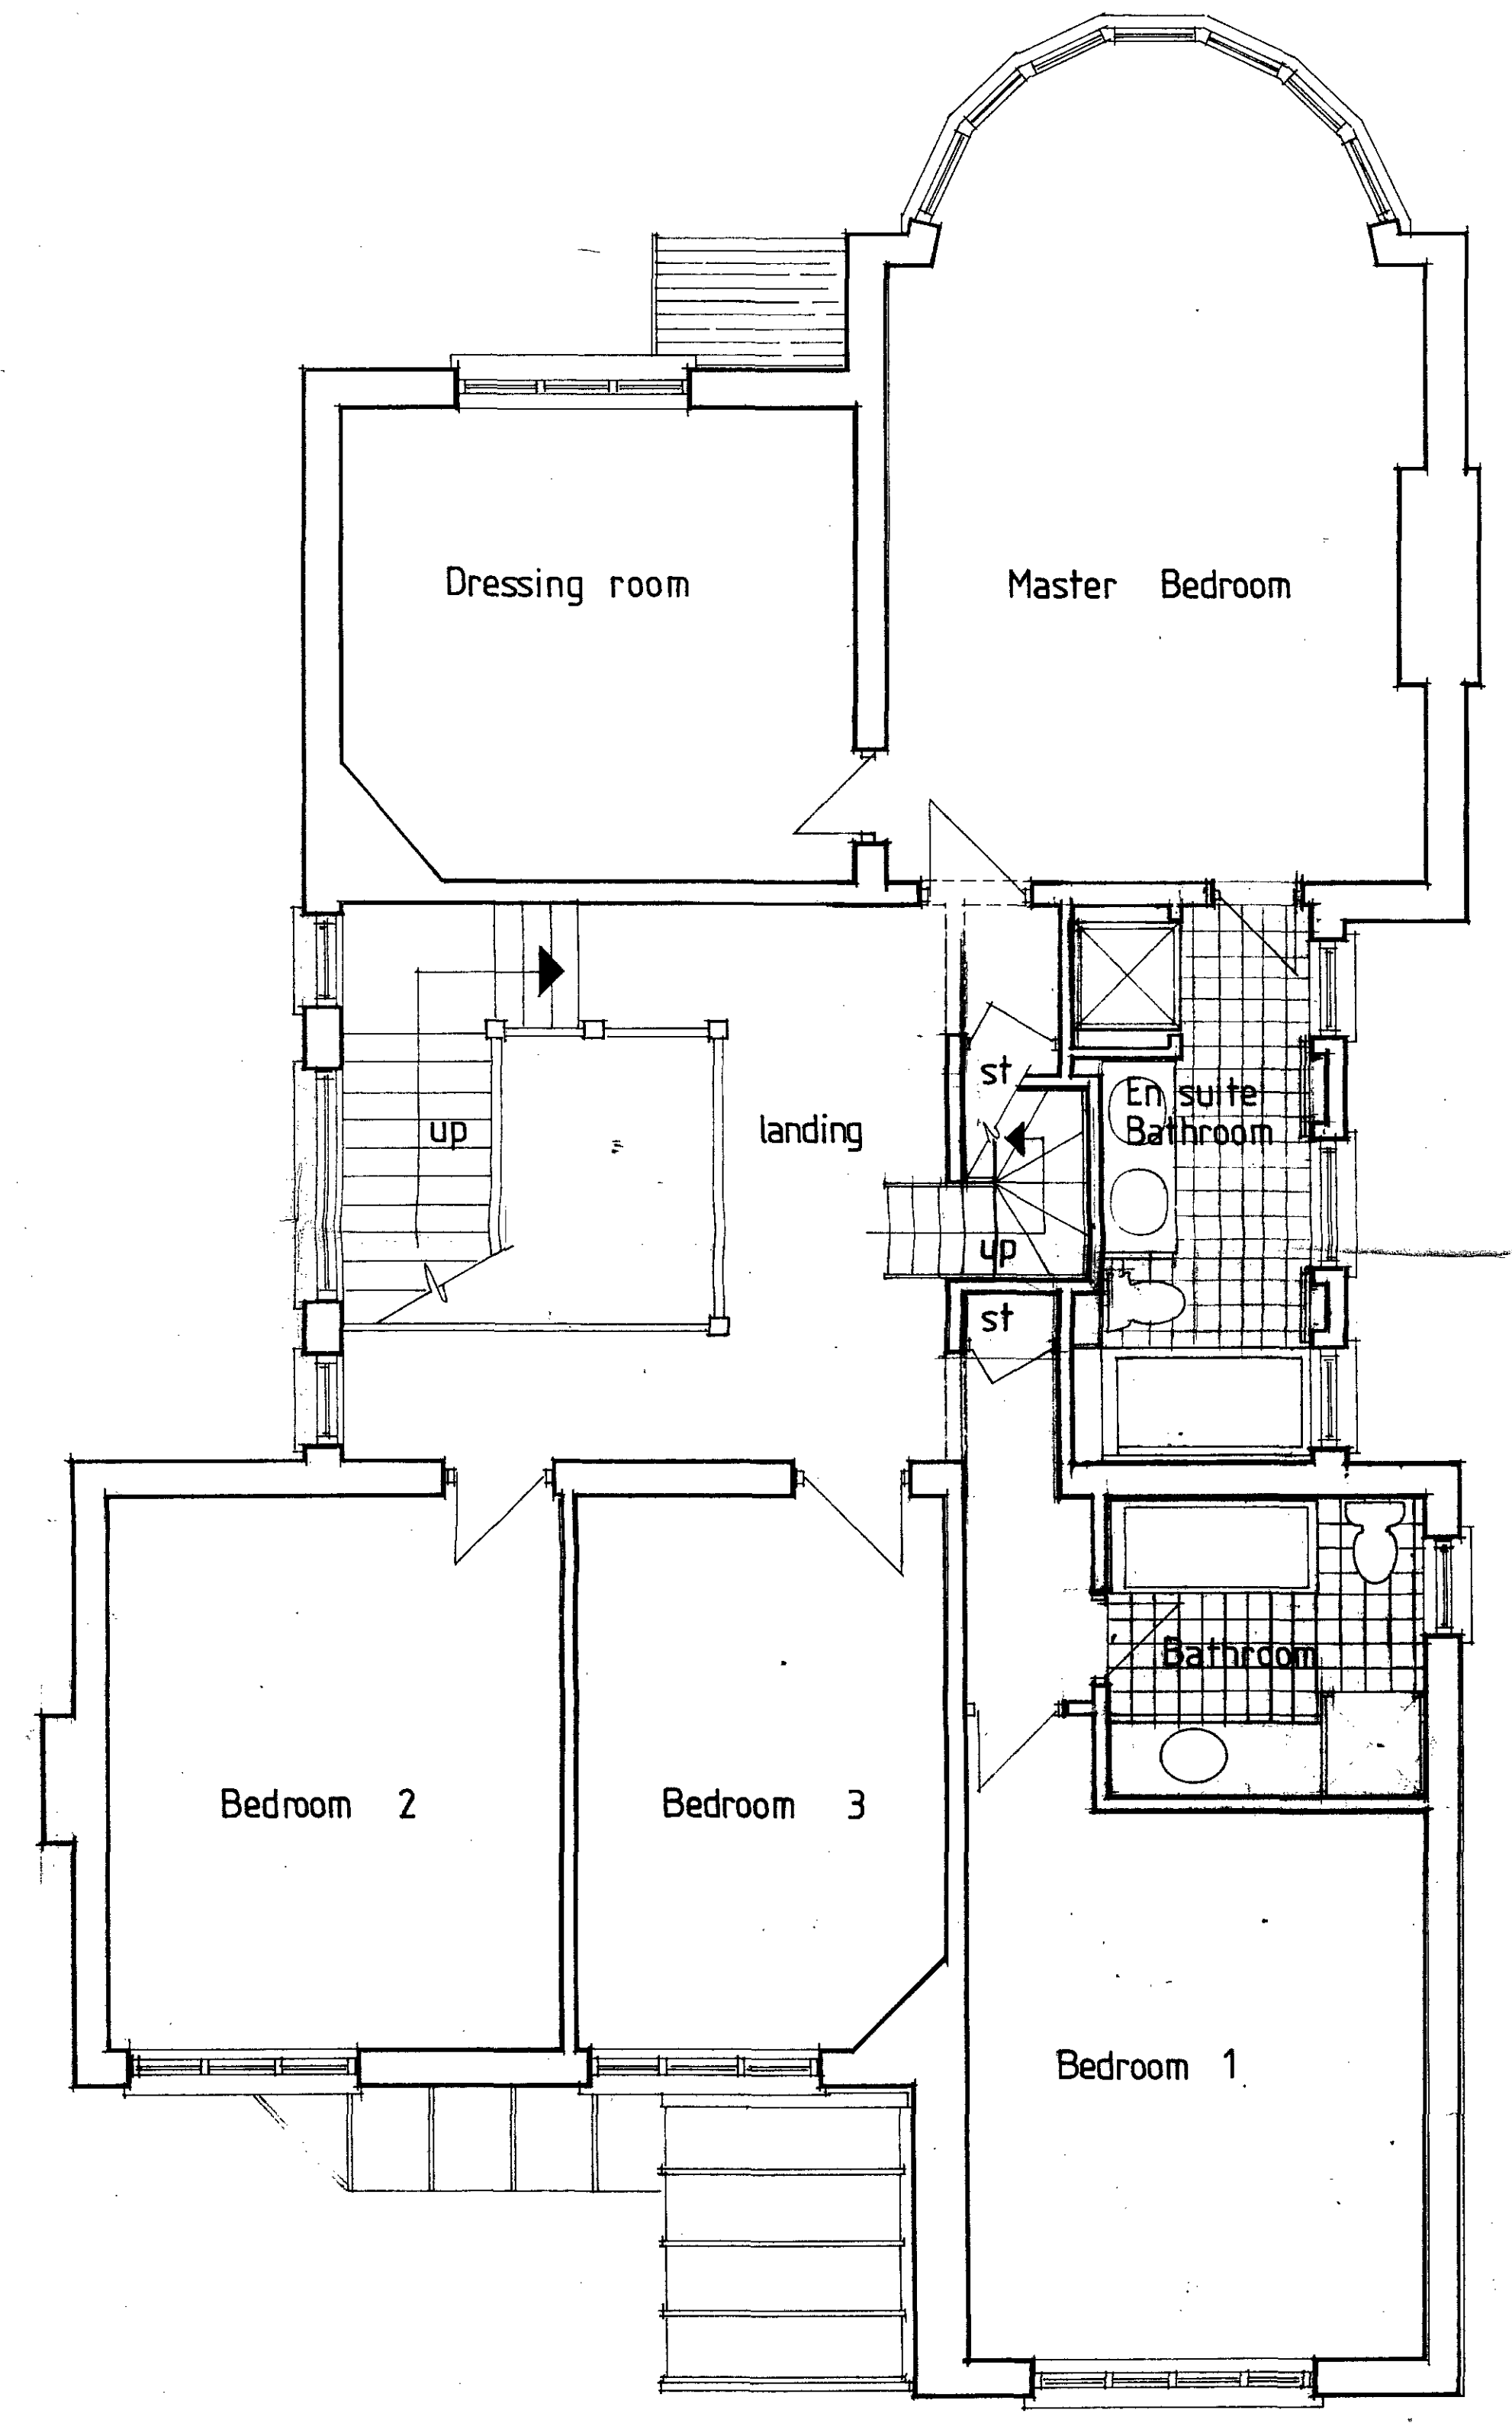 Dressing room
Master Bedroom
st
En suite
Bathroom
up
landing
up
st
Bathroom
Bedroom 2
Bedroom 3
Bedroom 1